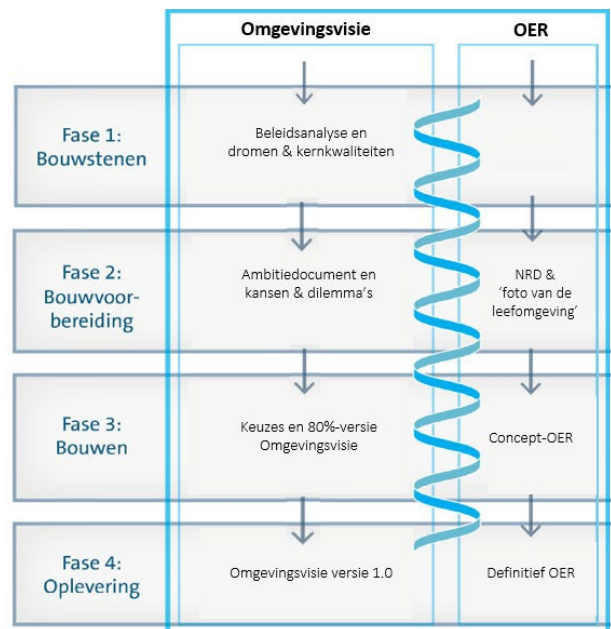 Omgevingsvisie
OER
Fase 1:
Bouwstenen
Beleidsanalyse en
dromen & kernkwaliteiten
Fase 2:
Bouwvoor-
bereiding
Ambitiedocument en
kansen & dilemma's
NRD &
'foto van de
leefomgeving'
Fase 3:
Bouwen
Keuzes en 80%-versie
Omgevingsvisie
Concept-OER
Fase 4:
Oplevering
Omgevingsvisie versie 1.0
Definitief OER